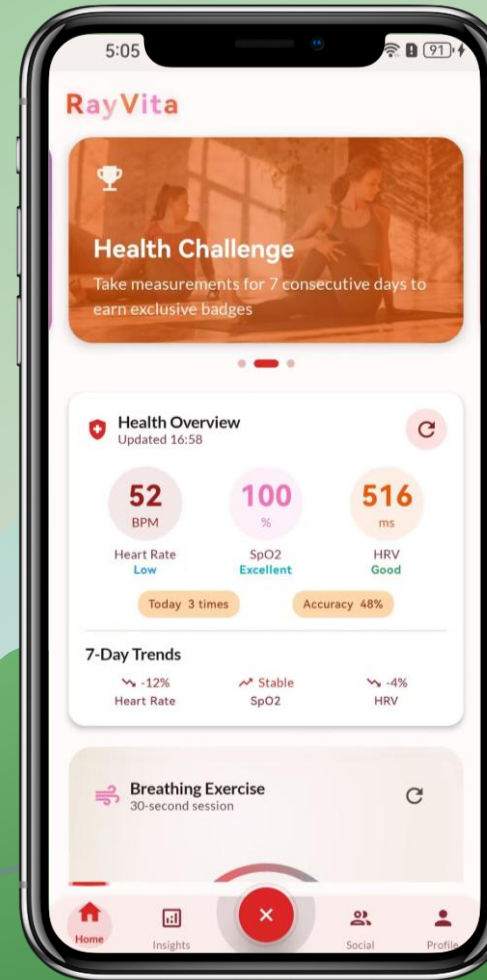 5:05
91
RayVita
Health Challenge
Take measurements for 7 consecutive days to
earn exclusive badges
Health Overview
Updated 16:58
52
BPM
Heart Rate
Low
100
%
SpO2
Excellent
516
ms
HRV
Good
Today 3 times
Accuracy 48%
7-Day Trends
-12%
Heart Rate
Stable
SpO2
-4%
HRV
Breathing Exercise
30-second session
Home
Insights
Social
Profile